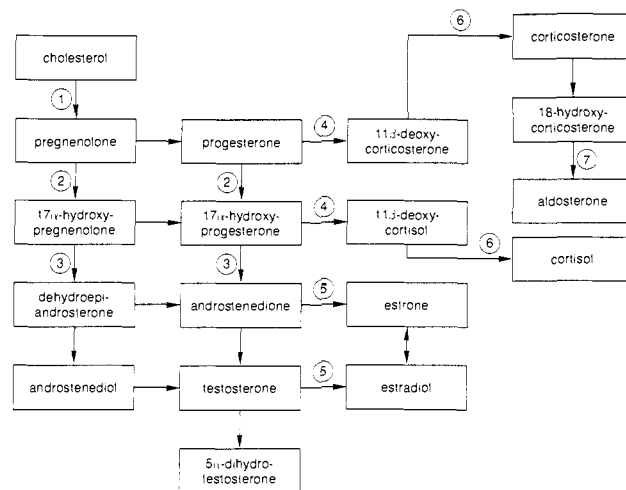 cholesterol
1
pregnenolone
progesterone
4
11β-deoxy-
corticosterone
6
corticosterone
18-hydroxy-
corticosterone
7
aldosterone
2
2
17α-hydroxy-
pregnenolone
17α-hydroxy-
progesterone
4
11β-deoxy-
cortisol
6
cortisol
3
3
dehydroepi-
androsterone
androstenedione
5
estrone
androstenediol
testosterone
5
estradiol
5α-dihydro-
testosterone